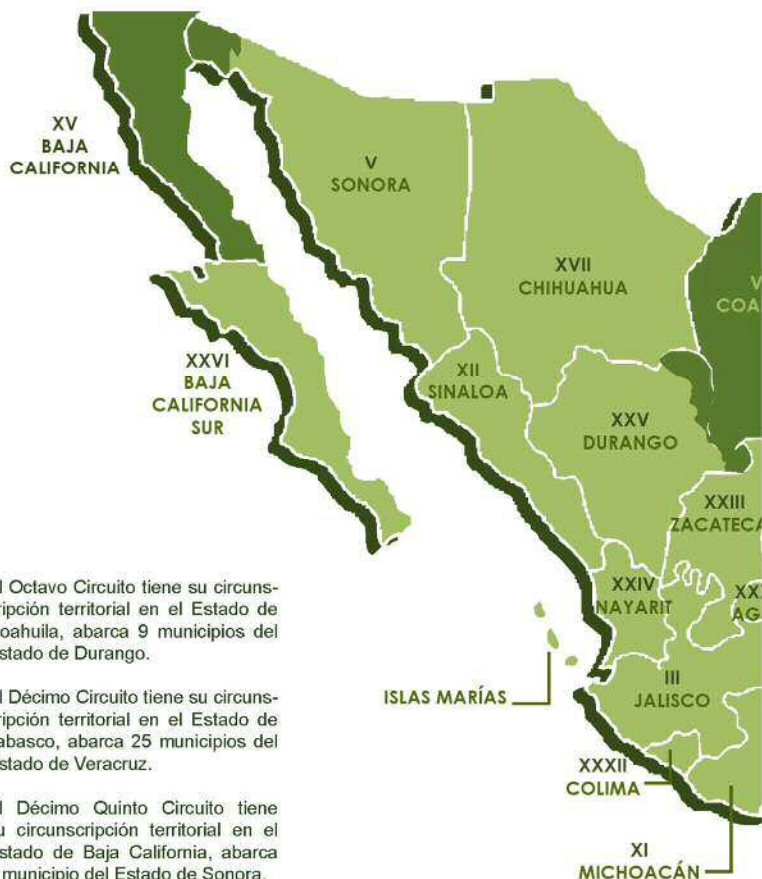 XV
BAJA
CALIFORNIA
V
SONORA
XVII
CHIHUAHUA
V
COA
XXVI
BAJA
CALIFORNIA
SUR
XII
SINALOA
XXV
DURANGO
XXIII
ZACATECA
XXIV
NAYARIT
XXX
AG
ISLAS MARÍAS
III
JALISCO
XXXII
COLIMA
XI
MICHOACÁN
l Octavo Circuito tiene su circuns-
ripción territorial en el Estado de
oahuila, abarca 9 municipios del
stado de Durango.
l Décimo Circuito tiene su circuns-
ripción territorial en el Estado de
abasco, abarca 25 municipios del
stado de Veracruz.
l Décimo Quinto Circuito tiene
u circunscripción territorial en el
stado de Baja California, abarca
municipio del Estado de Sonora.